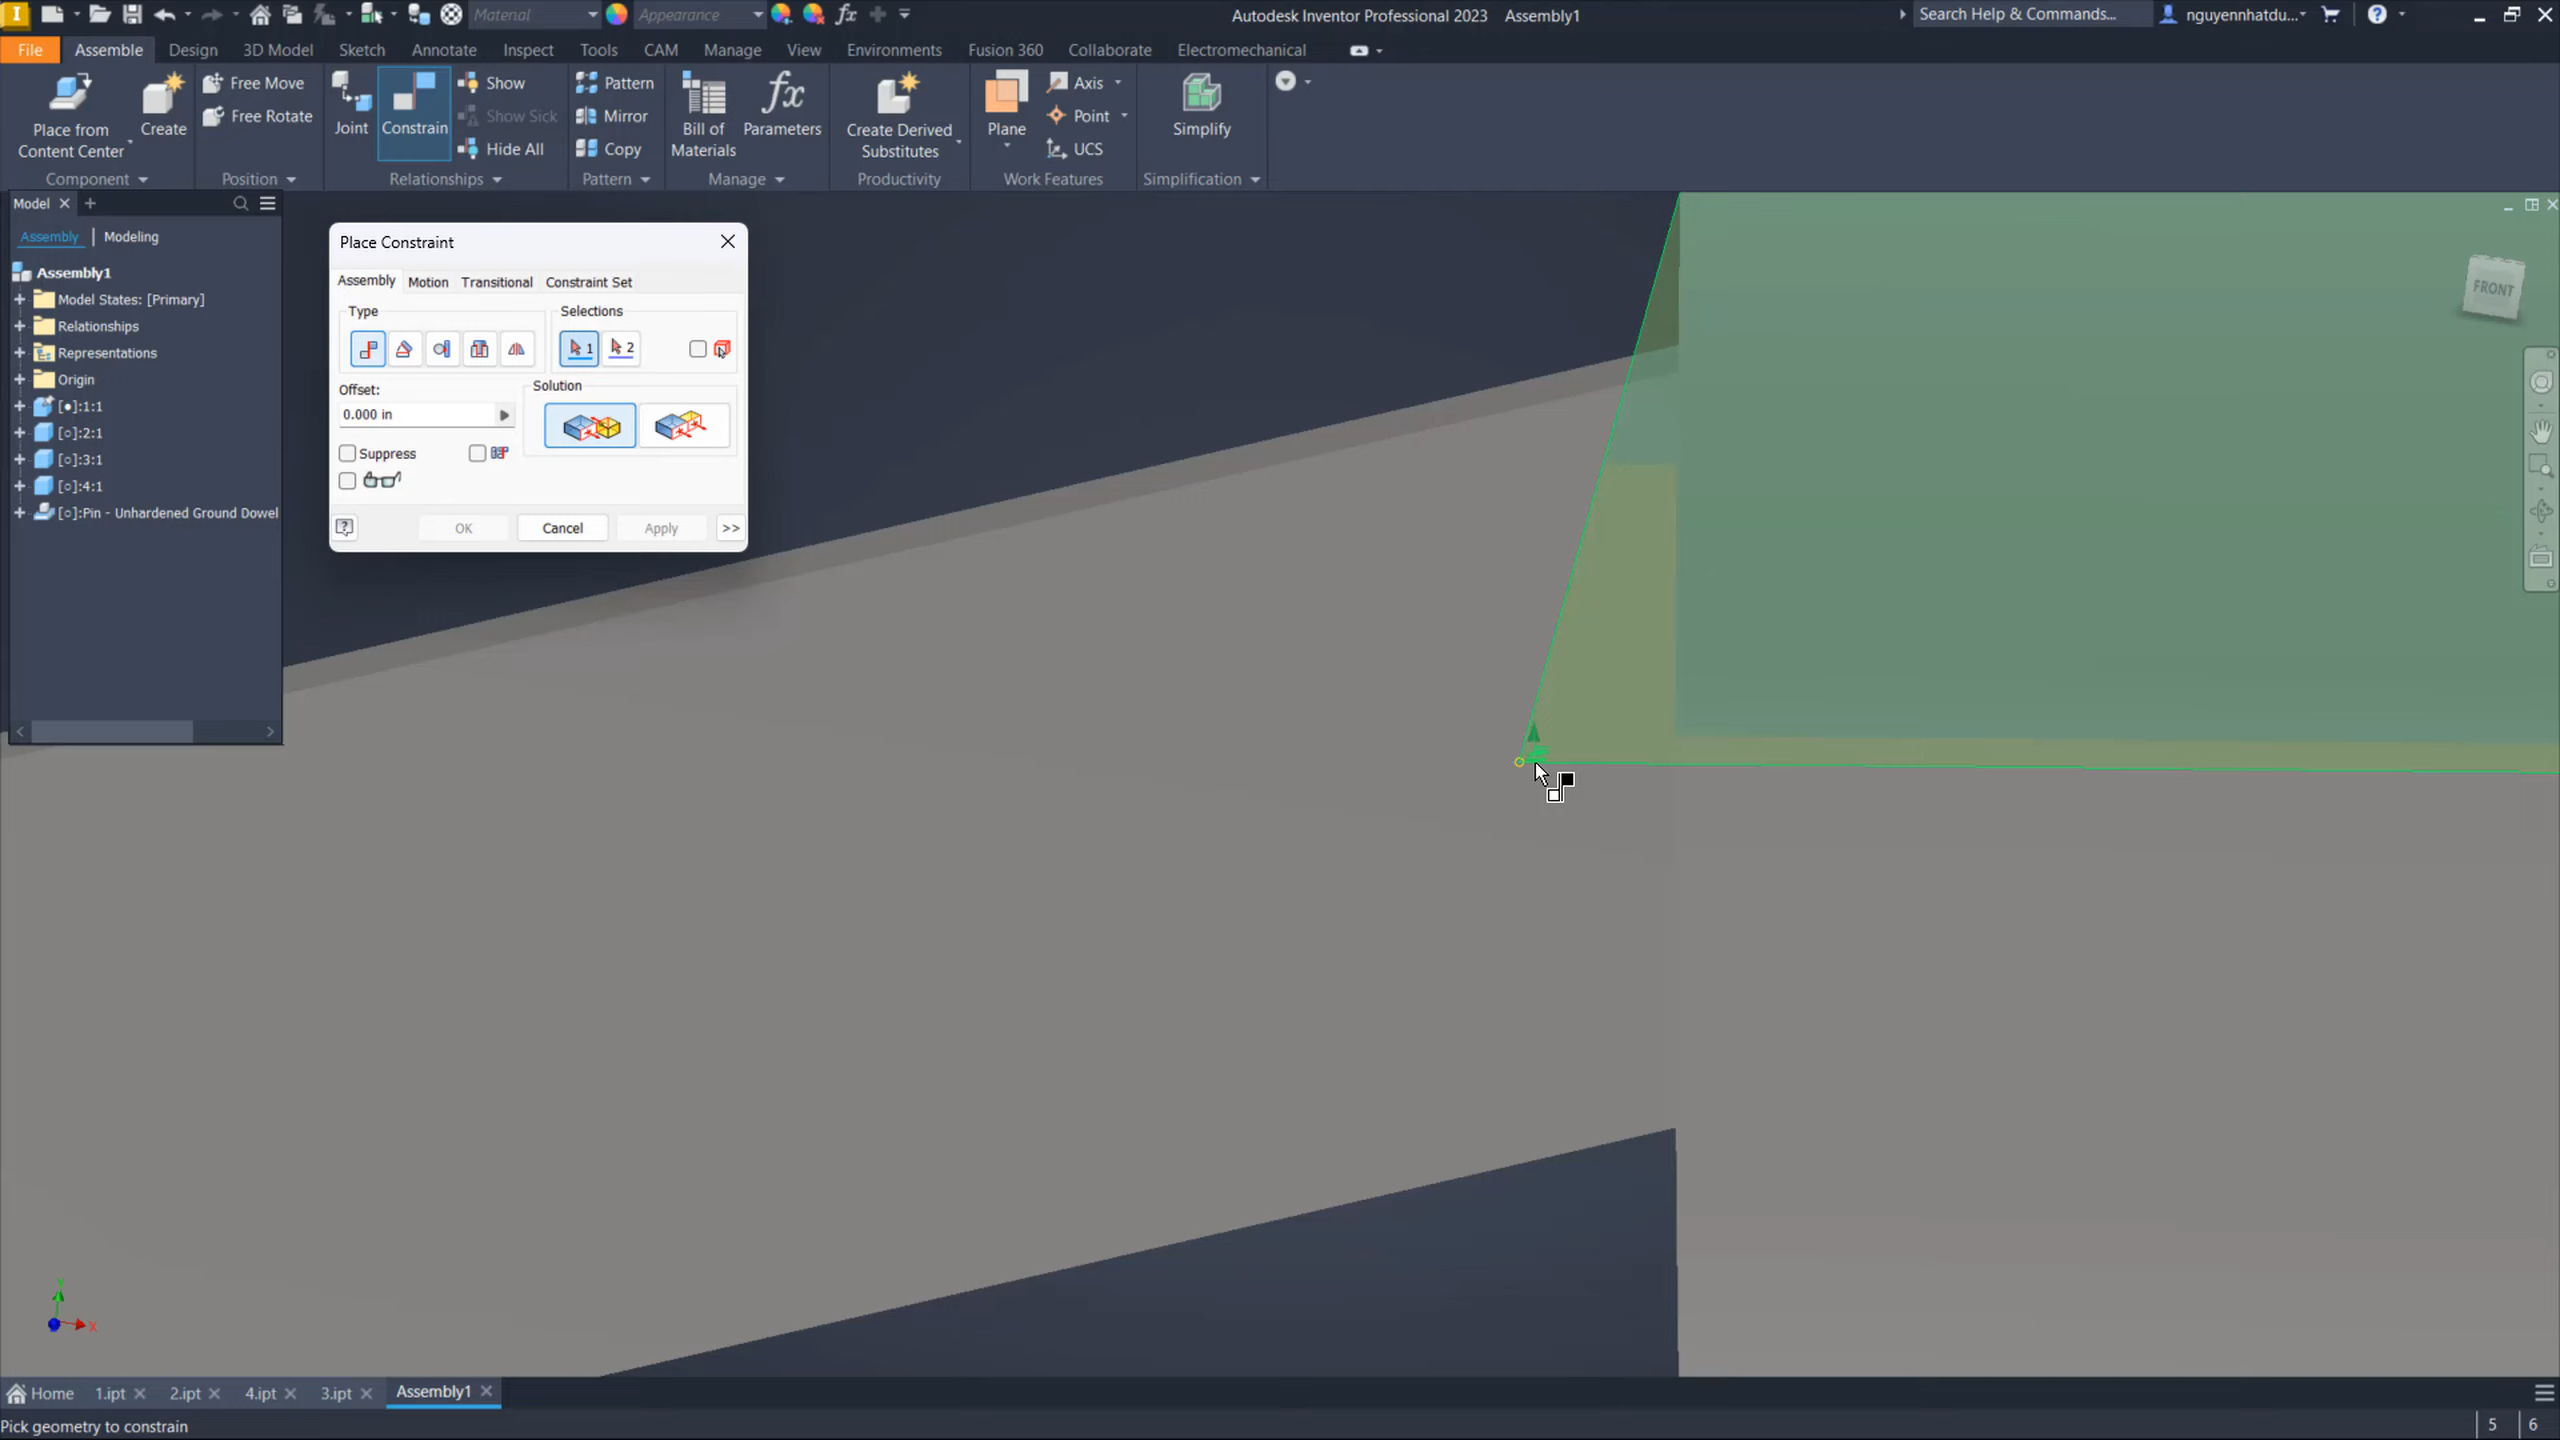 Material
Appearance
fx
Autodesk Inventor Professional 2023 Assembly1
Search Help & Commands...
nguyennhatdu...
File Assemble Design 3D Model Sketch Annotate Inspect Tools CAM Manage View Environments Fusion 360 Collaborate Electromechanical
Place from
Content Center
Create
Free Move
Free Rotate
Joint
Constrain
Show
Show Sick
Hide All
Pattern
Mirror
Copy
Bill of
Materials
fx
Parameters
Create Derived
Substitutes
Plane
Axis
Point
UCS
Simplify
Component Position Relationships Pattern Manage Productivity Work Features Simplification
Model
Assembly | Modeling
Assembly1
Model States: [Primary]
Relationships
Representations
Origin
[●]:1:1
[○]:2:1
[○]:3:1
[○]:4:1
[○]:Pin - Unhardened Ground Dowel
Place Constraint
Assembly Motion Transitional Constraint Set
Type
Selections
1
2
Offset:
Solution
0.000 in
Suppress
OK Cancel Apply >>
FRONT
Y
X
Home 1.ipt 2.ipt 4.ipt 3.ipt Assembly1
Pick geometry to constrain
5 6